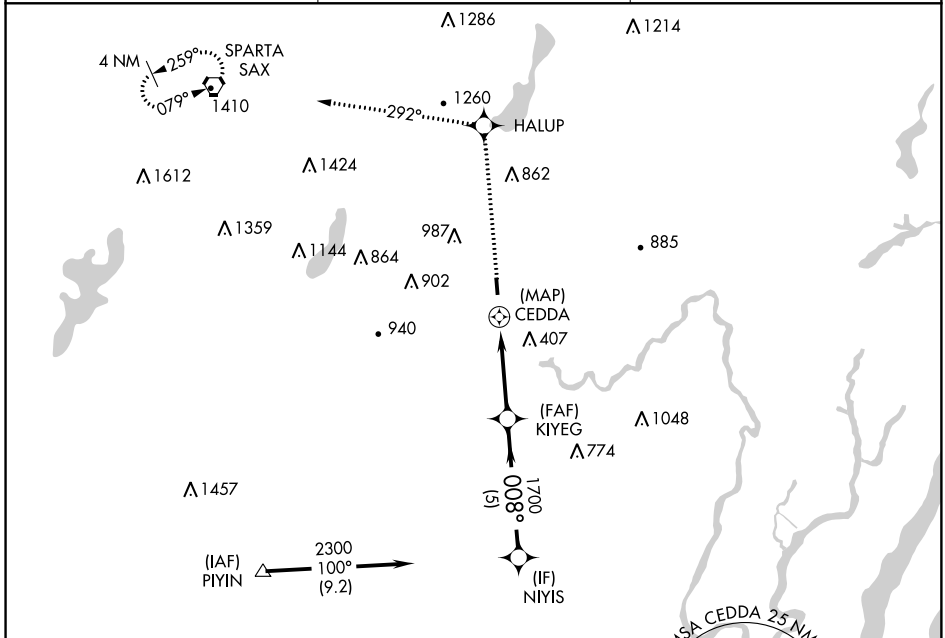 1286
1214
4 NM
259°
SPARTA
SAX
079°
1410
1260
292°
HALUP
1424
862
1612
1359
987
1144
864
885
902
(MAP)
CEDDA
940
407
(FAF)
KIYEG
1048
774
1457
1700
008°
(5)
(IAF)
PIYIN
2300
100°
(9.2)
(IF)
NIYIS
MSA CEDDA 25 NM